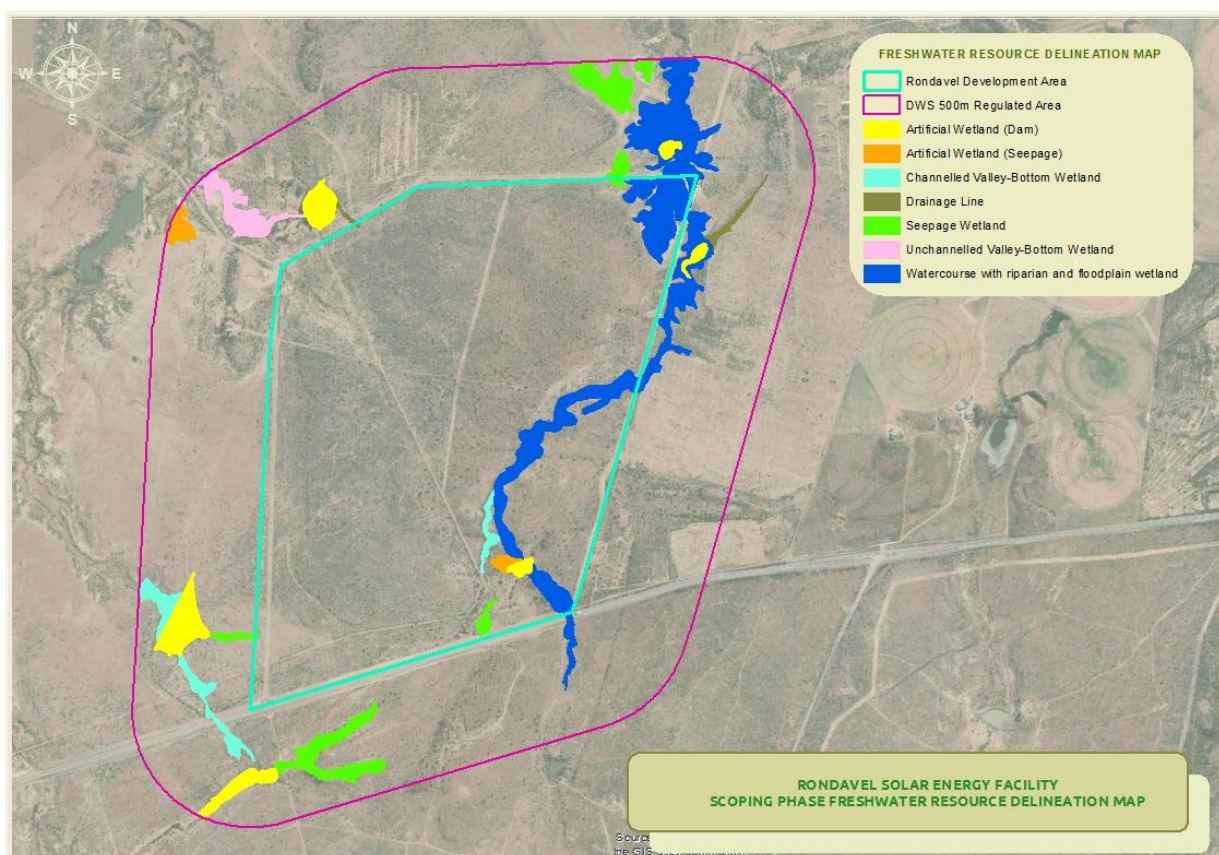 N
W
E
S
FRESHWATER RESOURCE DELINEATION MAP
Rondavel Development Area
DWS 500m Regulated Area
Artificial Wetland (Dam)
Artificial Wetland (Seepage)
Channelled Valley-Bottom Wetland
Drainage Line
Seepage Wetland
Unchannelled Valley-Bottom Wetland
Watercourse with riparian and floodplain wetland
RONDAVEL SOLAR ENERGY FACILITY
SCOPING PHASE FRESHWATER RESOURCE DELINEATION MAP
the GIS